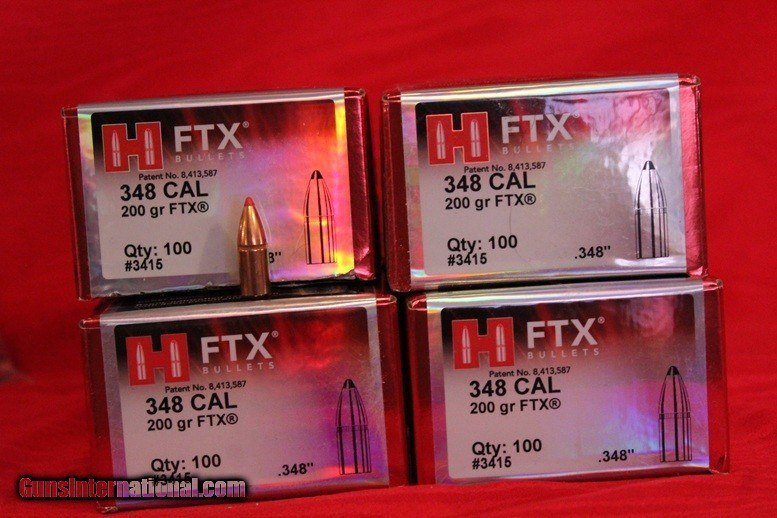 H FTX®
BULLETS
Patent No. 8,413,587
348 CAL
200 gr FTX®
Qty: 100
#3415
8"
H FTX®
BULLETS
Patent No. 8,413,587
348 CAL
200 gr FTX®
Qty: 100
#3415
.348"
H FTX®
BULLETS
Patent No. 8,413,587
348 CAL
200 gr FTX®
Qty: 100
#3415
.348"
H FTX®
BULLETS
Patent No. 8,413,587
348 CAL
200 gr FTX®
Qty: 100
#3415
.348"
GunsInternational.com